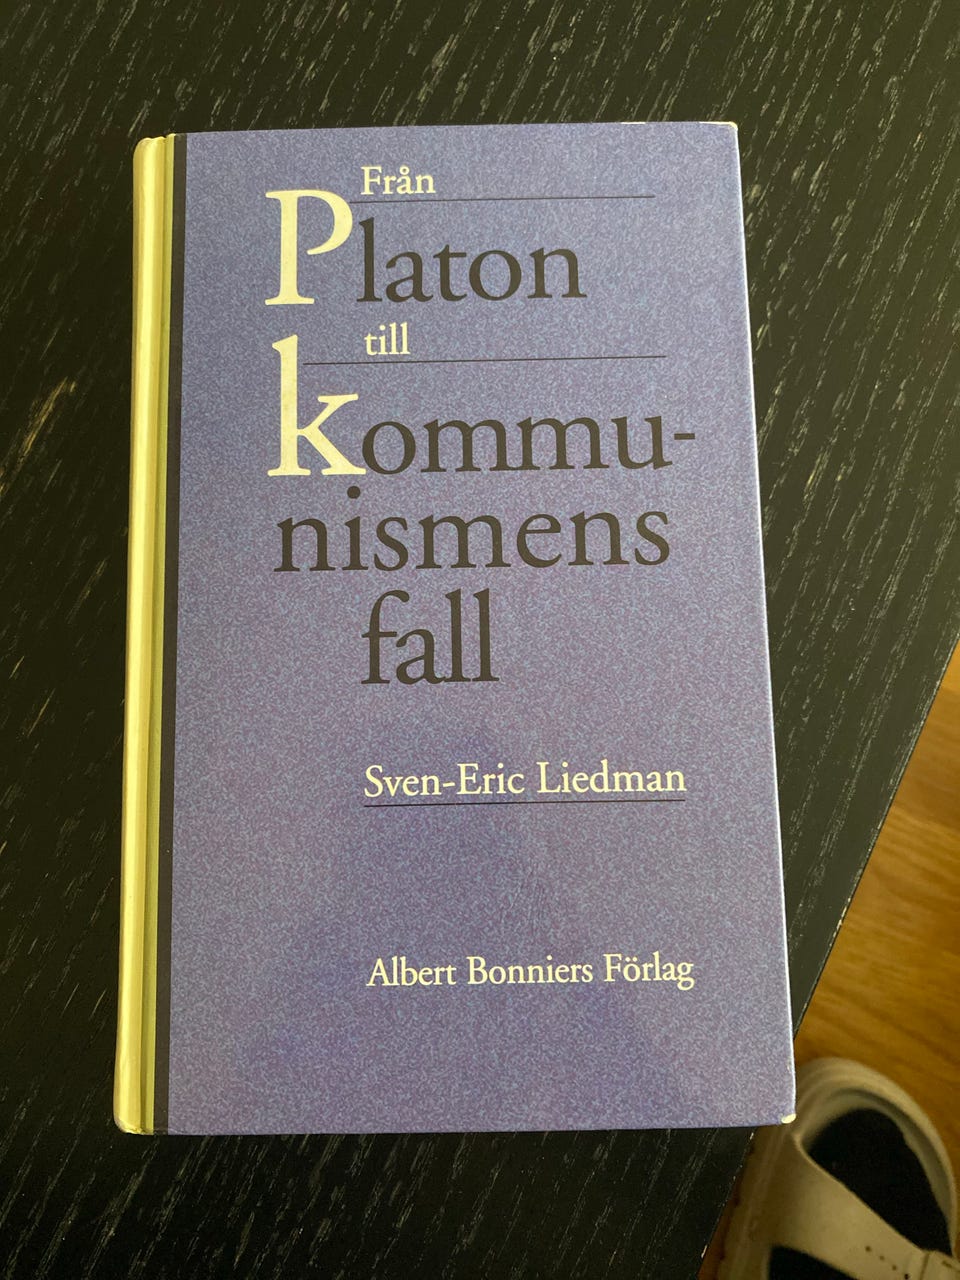 Från
Platon
till
kommu-
nismens
fall
Sven-Eric Liedman
Albert Bonniers Förlag